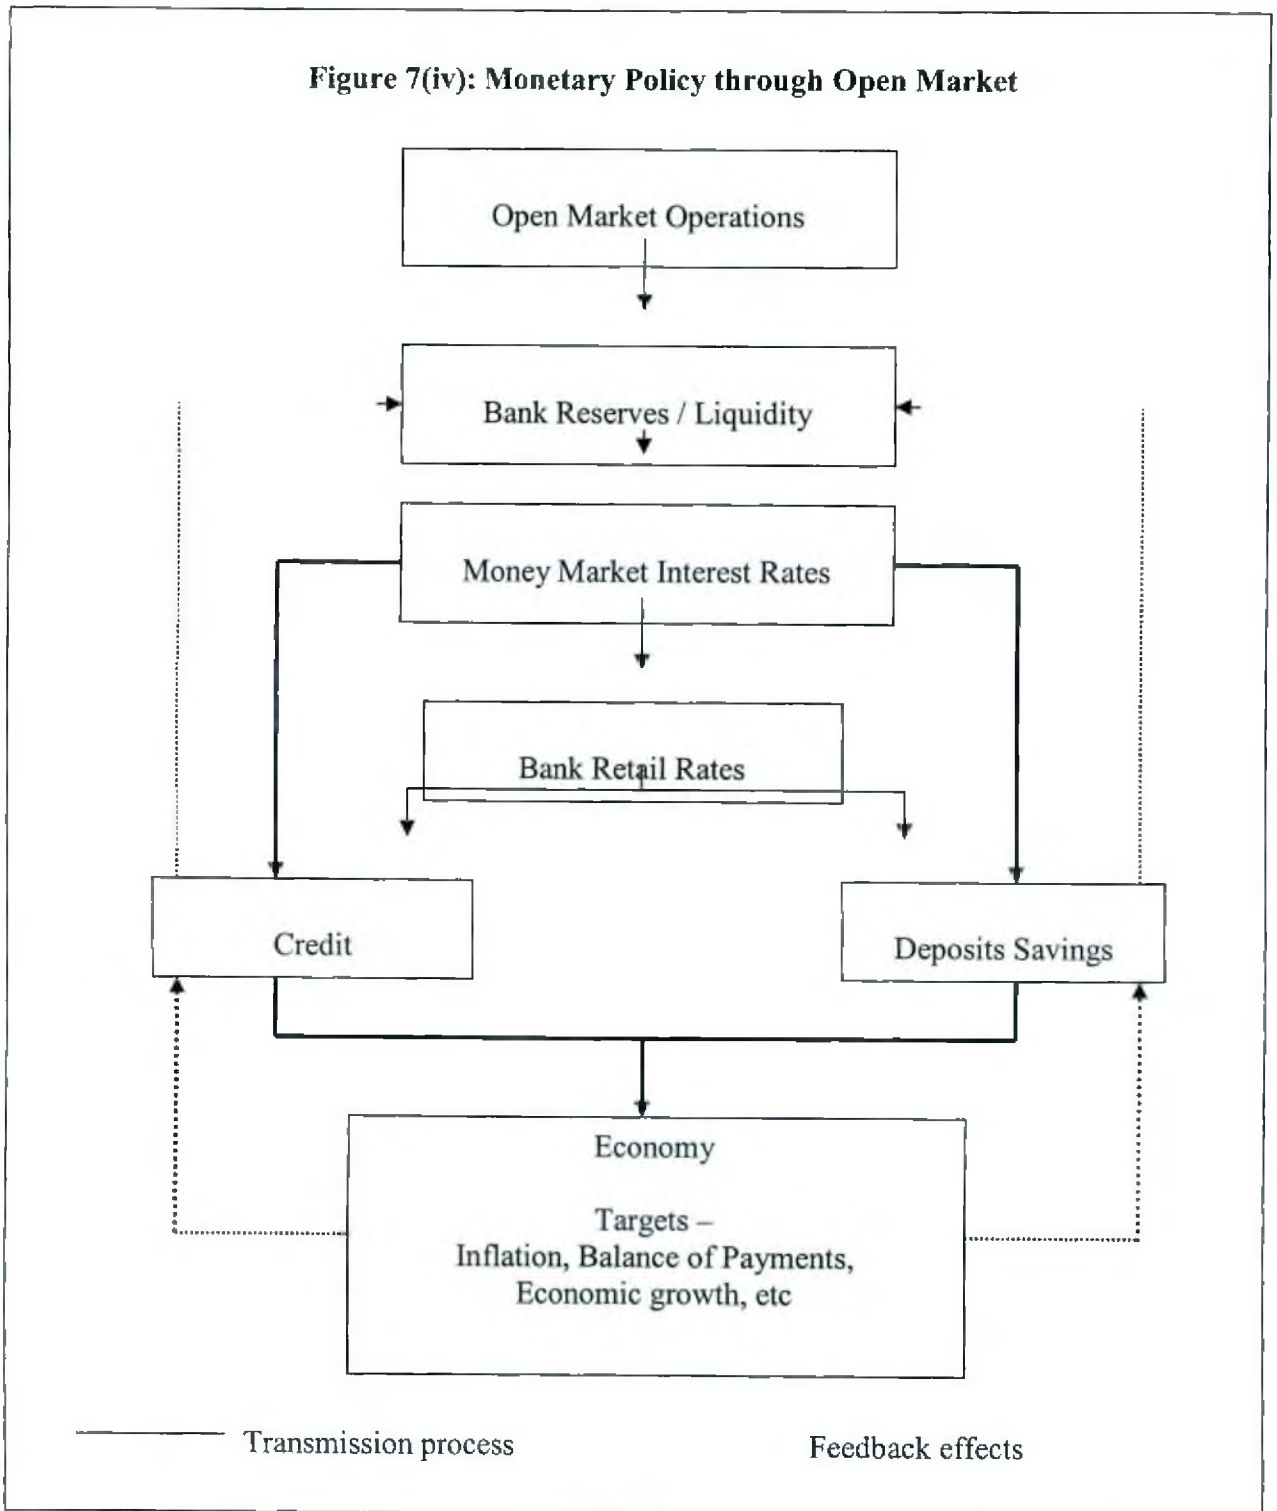 Figure 7(iv): Monetary Policy through Open Market
Open Market Operations
Bank Reserves / Liquidity
Money Market Interest Rates
Bank Retail Rates
Credit
Deposits Savings
Economy
Targets –
Inflation, Balance of Payments,
Economic growth, etc
Transmission process
Feedback effects